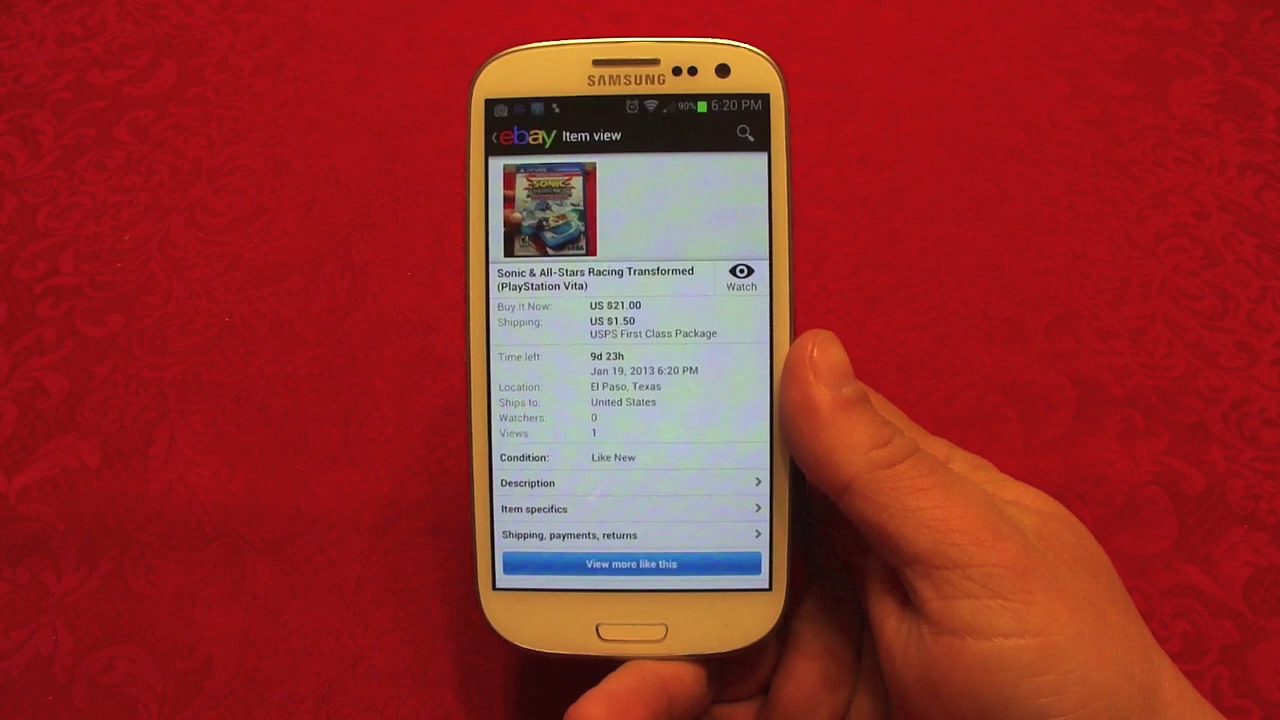 SAMSUNG
90% 6:20 PM
ebay Item view
SONIC
SEGA
Sonic & All-Stars Racing Transformed
(PlayStation Vita)
Watch
Buy It Now: US $21.00
Shipping: US $1.50
USPS First Class Package
Time left: 9d 23h
Jan 19, 2013 6:20 PM
Location: El Paso, Texas
Ships to: United States
Watchers: 0
Views 1
Condition: Like New
Description
Item specifics
Shipping, payments, returns
View more like this